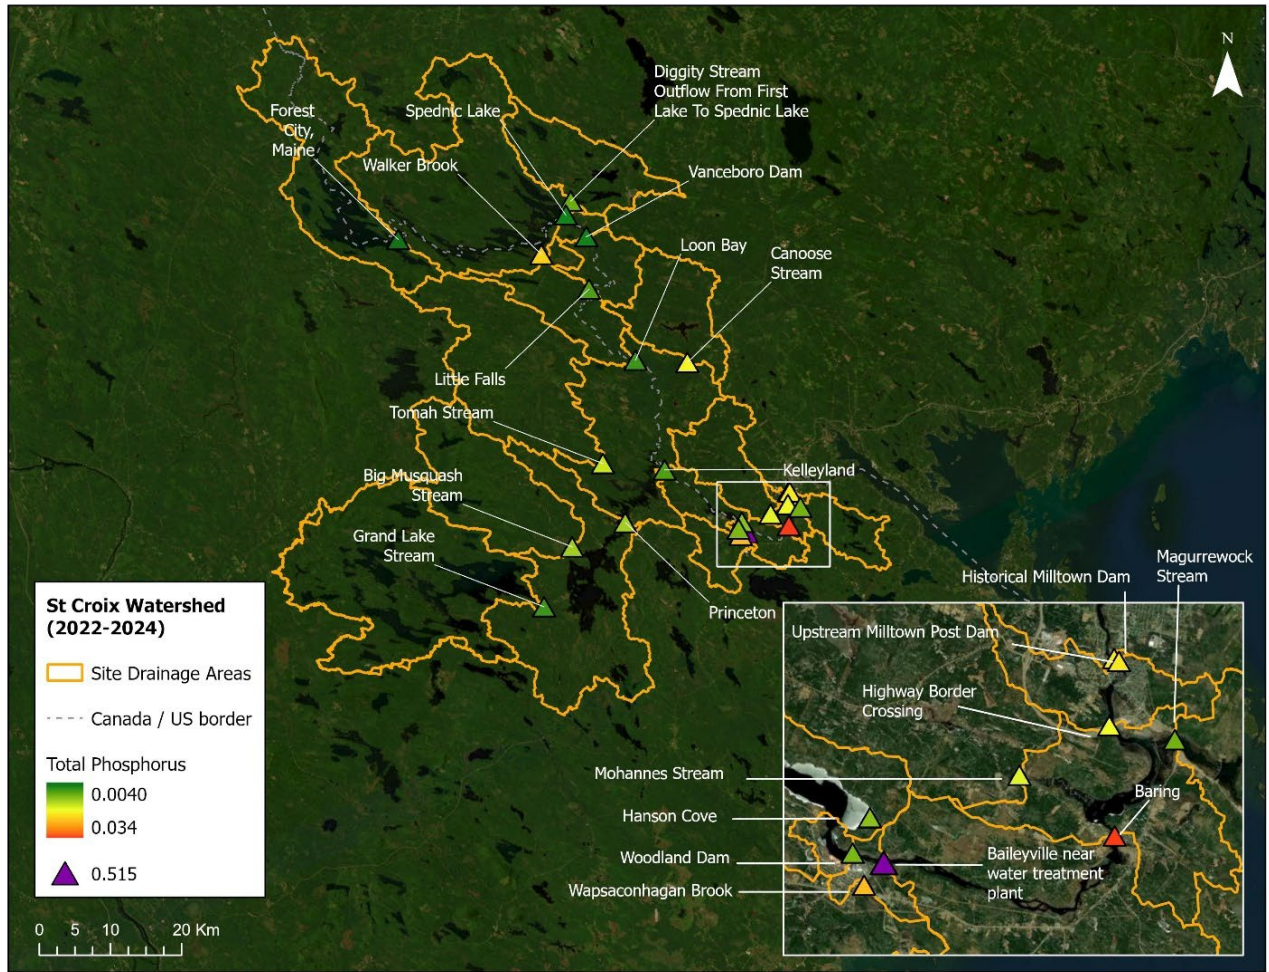 N
Diggity Stream
Outflow From First
Lake To Spednic Lake
Forest
City,
Maine
Spednic Lake
Walker Brook
Vanceboro Dam
Loon Bay
Canoose
Stream
Little Falls
Tomah Stream
Kelleyland
Big Musquash
Stream
Grand Lake
Stream
Princeton
Magurrewock
Stream
Historical Milltown Dam
Upstream Milltown Post Dam
Highway Border
Crossing
Mohannes Stream
Baring
Hanson Cove
Woodland Dam
Baileyville near
water treatment
plant
Wapsaconhagan Brook
St Croix Watershed
(2022-2024)
Site Drainage Areas
Canada / US border
Total Phosphorus
0.0040
0.034
0.515
0 5 10 20 Km